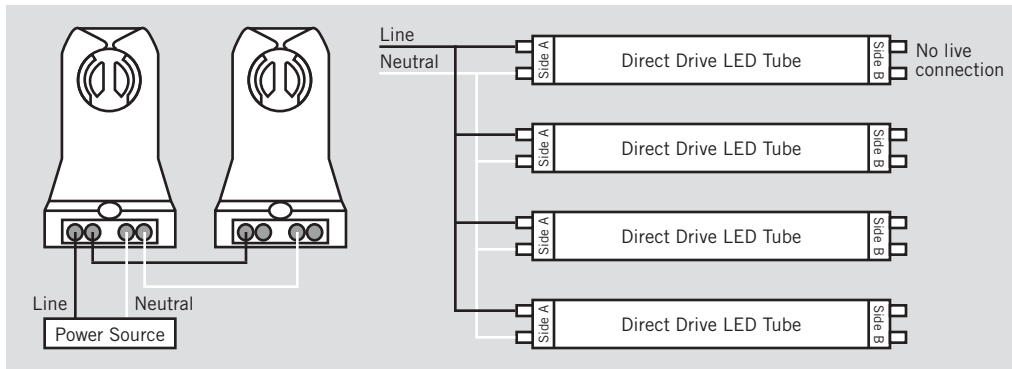 Line
Neutral
Power Source
Line
Neutral
Side A
Direct Drive LED Tube
Side B
No live
connection
Side A
Direct Drive LED Tube
Side B
Side A
Direct Drive LED Tube
Side B
Side A
Direct Drive LED Tube
Side B